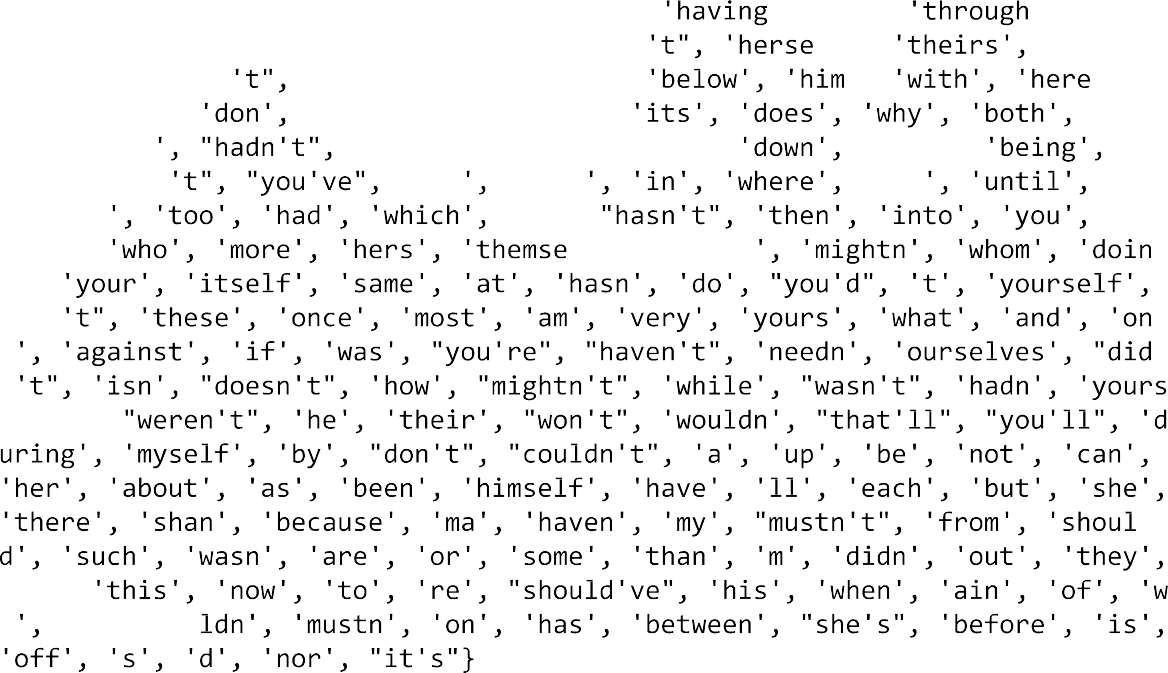 'having 'through
't", 'herse 'theirs',
't", 'below', 'him 'with', 'here
'don', 'its', 'does', 'why', 'both',
', "hadn't", 'down', 'being',
't", "you've", ', ', 'in', 'where', ', 'until',
', 'too', 'had', 'which', "hasn't", 'then', 'into', 'you',
'who', 'more', 'hers', 'themse ', 'mightn', 'whom', 'doin
'your', 'itself', 'same', 'at', 'hasn', 'do', "you'd", 't', 'yourself',
't", 'these', 'once', 'most', 'am', 'very', 'yours', 'what', 'and', 'on
', 'against', 'if', 'was', "you're", "haven't", 'needn', 'ourselves', "did
't", 'isn', "doesn't", 'how', "mightn't", 'while', "wasn't", 'hadn', 'yours
"weren't", 'he', 'their', "won't", 'wouldn', "that'll", "you'll", 'd
uring', 'myself', 'by', "don't", "couldn't", 'a', 'up', 'be', 'not', 'can',
'her', 'about', 'as', 'been', 'himself', 'have', 'll', 'each', 'but', 'she',
'there', 'shan', 'because', 'ma', 'haven', 'my', "mustn't", 'from', 'shoul
d', 'such', 'wasn', 'are', 'or', 'some', 'than', 'm', 'didn', 'out', 'they',
'this', 'now', 'to', 're', "should've", 'his', 'when', 'ain', 'of', 'w
', ldn', 'mustn', 'on', 'has', 'between', "she's", 'before', 'is',
'off', 's', 'd', 'nor', "it's"}